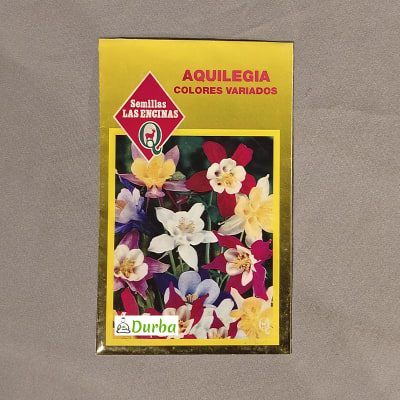 AQUILEGIA
COLORES VARIADOS
Semillas
LAS ENCINAS
Durba